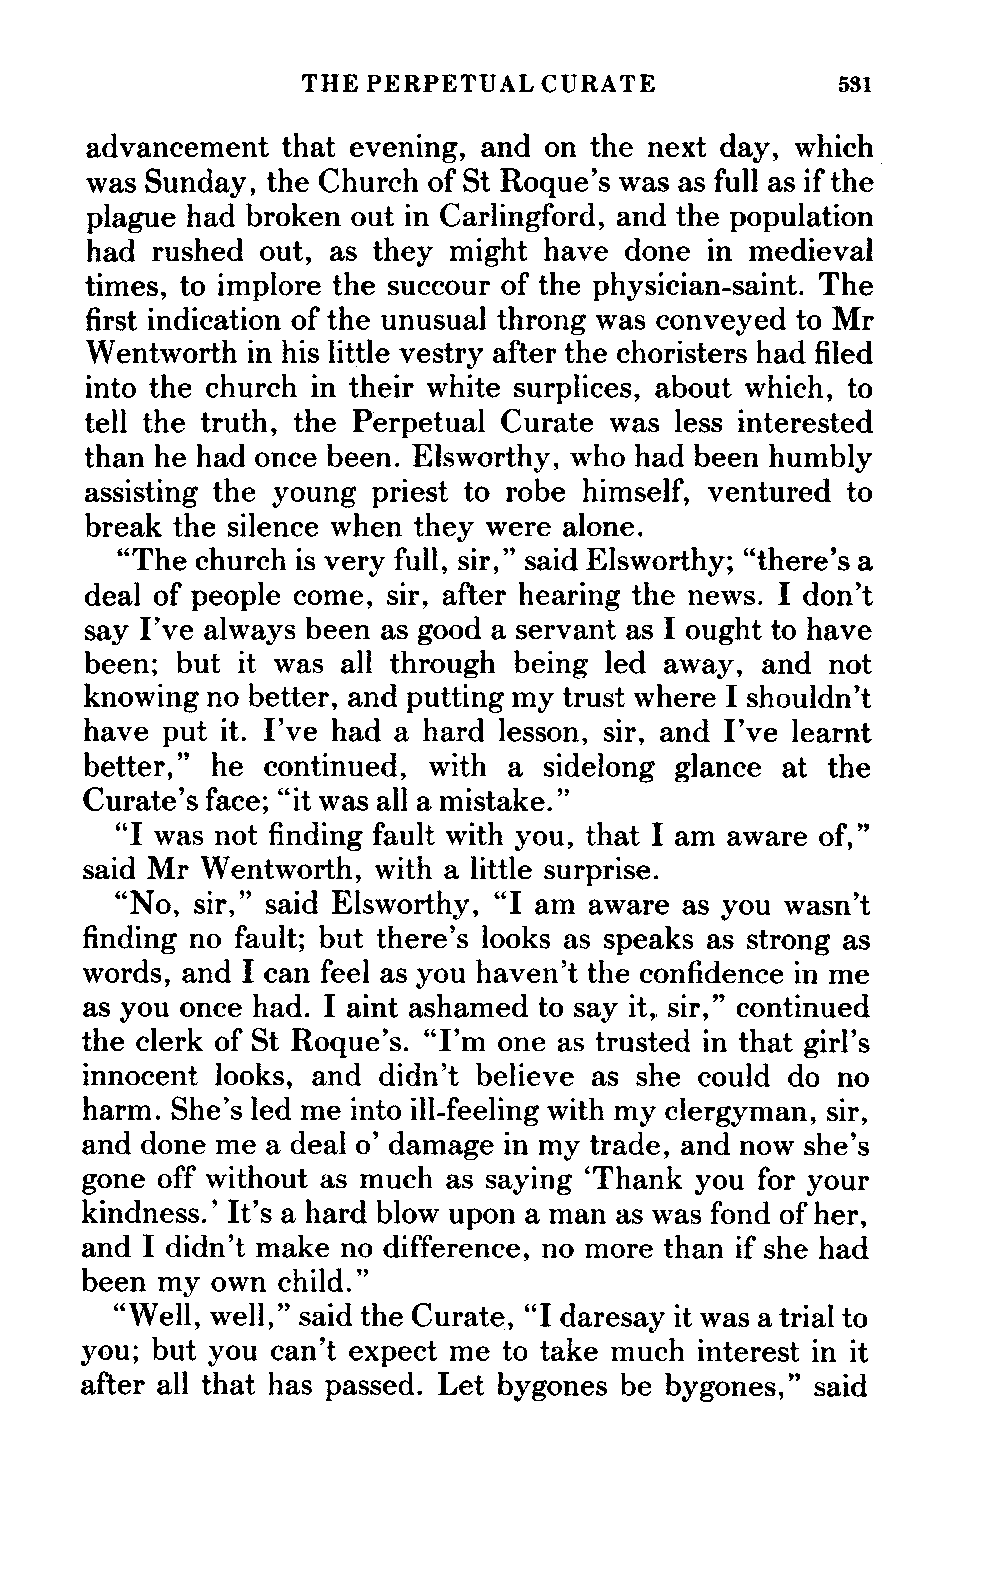 THE PERPETUAL CURATE 531
advancement that evening, and on the next day, which
was Sunday, the Church of St Roque's was as full as if the
plague had broken out in Carlingford, and the population
had rushed out, as they might have done in medieval
times, to implore the succour of the physician-saint. The
first indication of the unusual throng was conveyed to Mr
Wentworth in his little vestry after the choristers had filed
into the church in their white surplices, about which, to
tell the truth, the Perpetual Curate was less interested
than he had once been. Elsworthy, who had been humbly
assisting the young priest to robe himself, ventured to
break the silence when they were alone.
“The church is very full, sir,” said Elsworthy; “there's a
deal of people come, sir, after hearing the news. I don't
say I've always been as good a servant as I ought to have
been; but it was all through being led away, and not
knowing no better, and putting my trust where I shouldn't
have put it. I've had a hard lesson, sir, and I've learnt
better,” he continued, with a sidelong glance at the
Curate's face; “it was all a mistake.”
“I was not finding fault with you, that I am aware of,”
said Mr Wentworth, with a little surprise.
“No, sir,” said Elsworthy, “I am aware as you wasn't
finding no fault; but there's looks as speaks as strong as
words, and I can feel as you haven't the confidence in me
as you once had. I aint ashamed to say it, sir,” continued
the clerk of St Roque's. “I'm one as trusted in that girl's
innocent looks, and didn't believe as she could do no
harm. She's led me into ill-feeling with my clergyman, sir,
and done me a deal o' damage in my trade, and now she's
gone off without as much as saying ‘Thank you for your
kindness.’ It's a hard blow upon a man as was fond of her,
and I didn't make no difference, no more than if she had
been my own child.”
“Well, well,” said the Curate, “I daresay it was a trial to
you; but you can't expect me to take much interest in it
after all that has passed. Let bygones be bygones,” said